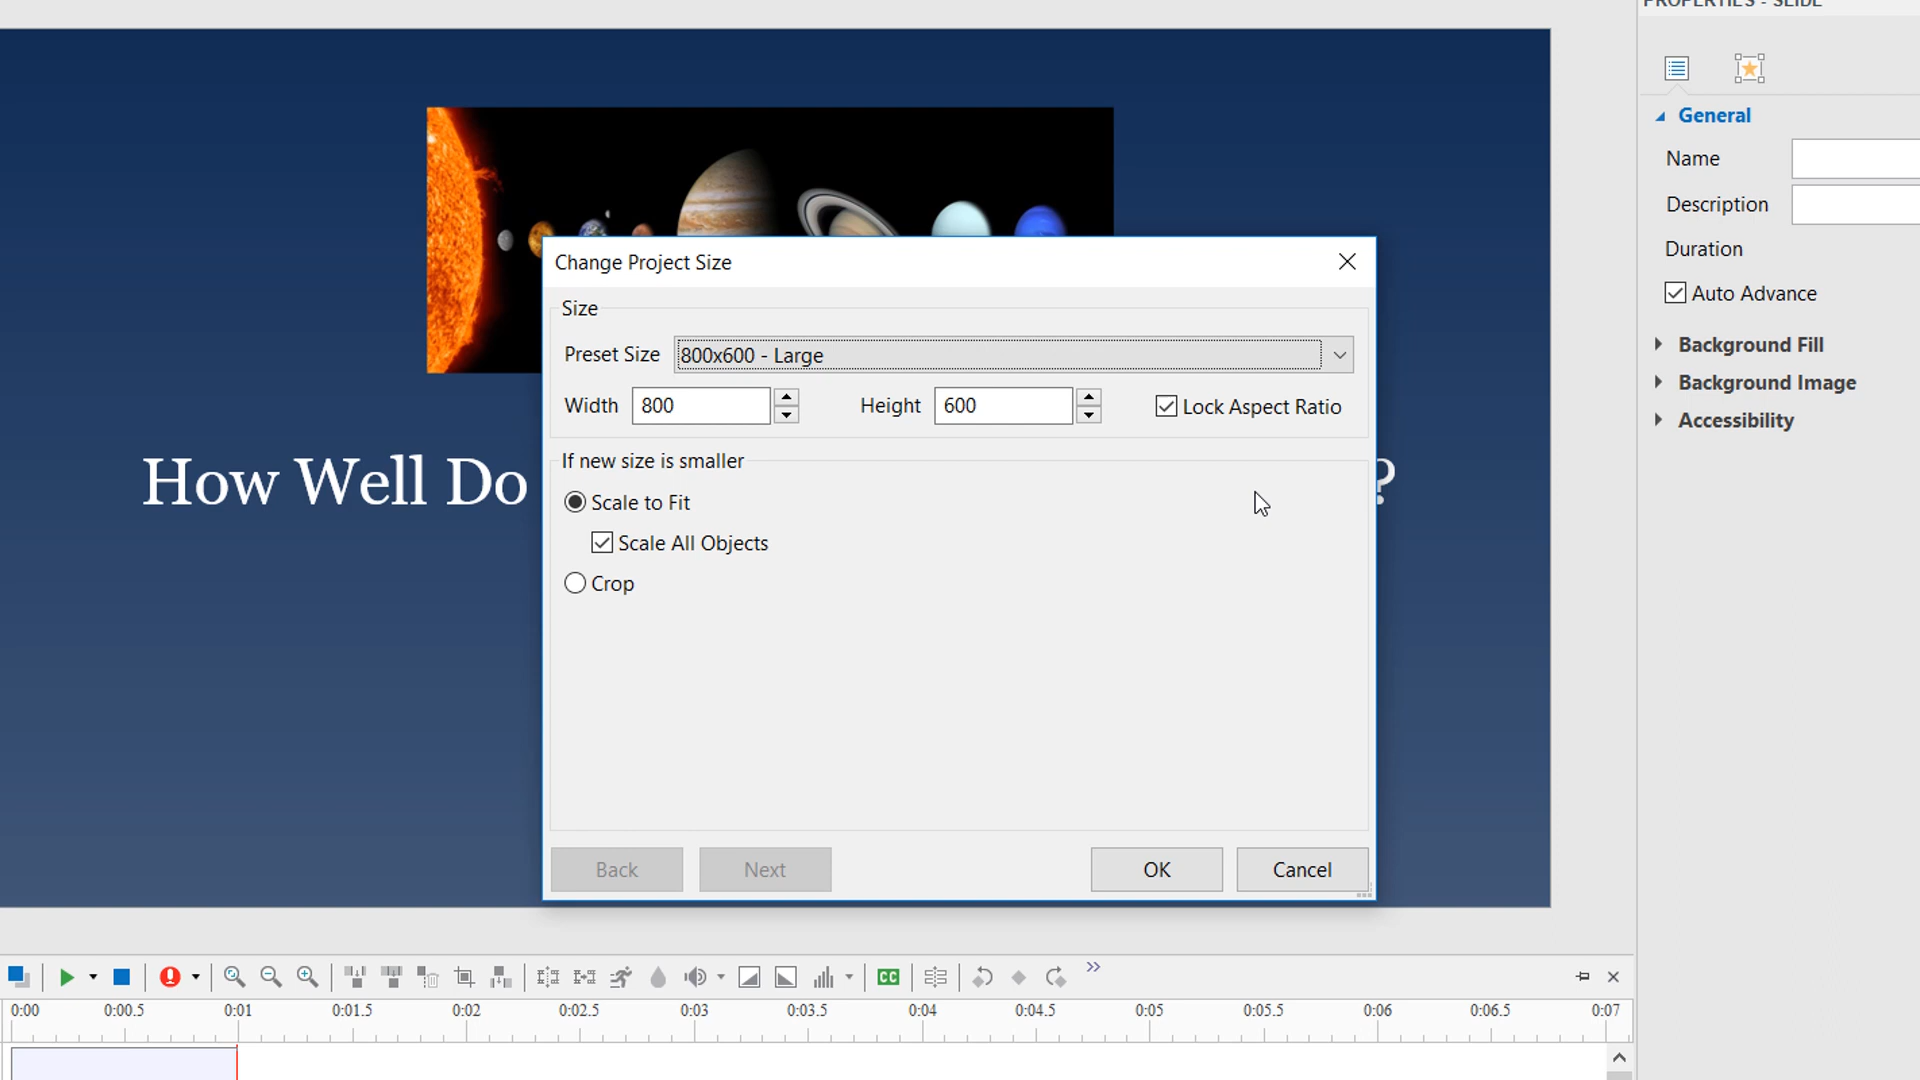 PROPERTIES - SLIDE
General
Name
Description
Duration
Auto Advance
Background Fill
Background Image
Accessibility
How Well Do ?
Change Project Size
Size
Preset Size 800x600 - Large
Width 800 Height 600 Lock Aspect Ratio
If new size is smaller
Scale to Fit
Scale All Objects
Crop
Back Next OK Cancel
CC
0:00 0:00.5 0:01 0:01.5 0:02 0:02.5 0:03 0:03.5 0:04 0:04.5 0:05 0:05.5 0:06 0:06.5 0:07